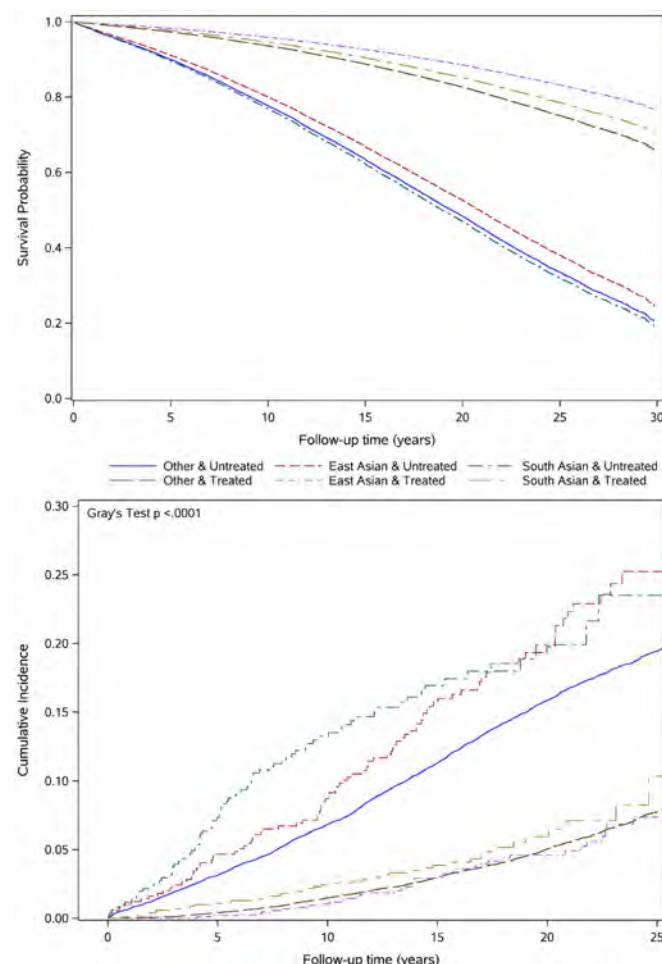 1.0
0.8
0.6
0.4
0.2
0.0
Survival Probability
0 5 10 15 20 25 30
Follow-up time (years)
Other & Untreated East Asian & Untreated South Asian & Untreated
Other & Treated East Asian & Treated South Asian & Treated
0.30
Gray's Test p <.0001
0.25
0.20
0.15
0.10
0.05
0.00
Cumulative Incidence
0 5 10 15 20 25
Follow-up time (years)